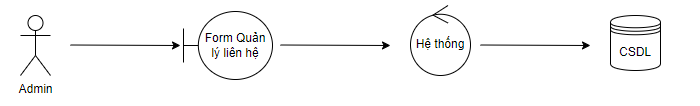 Admin
Form Quản
lý liên hệ
Hệ thống
CSDL